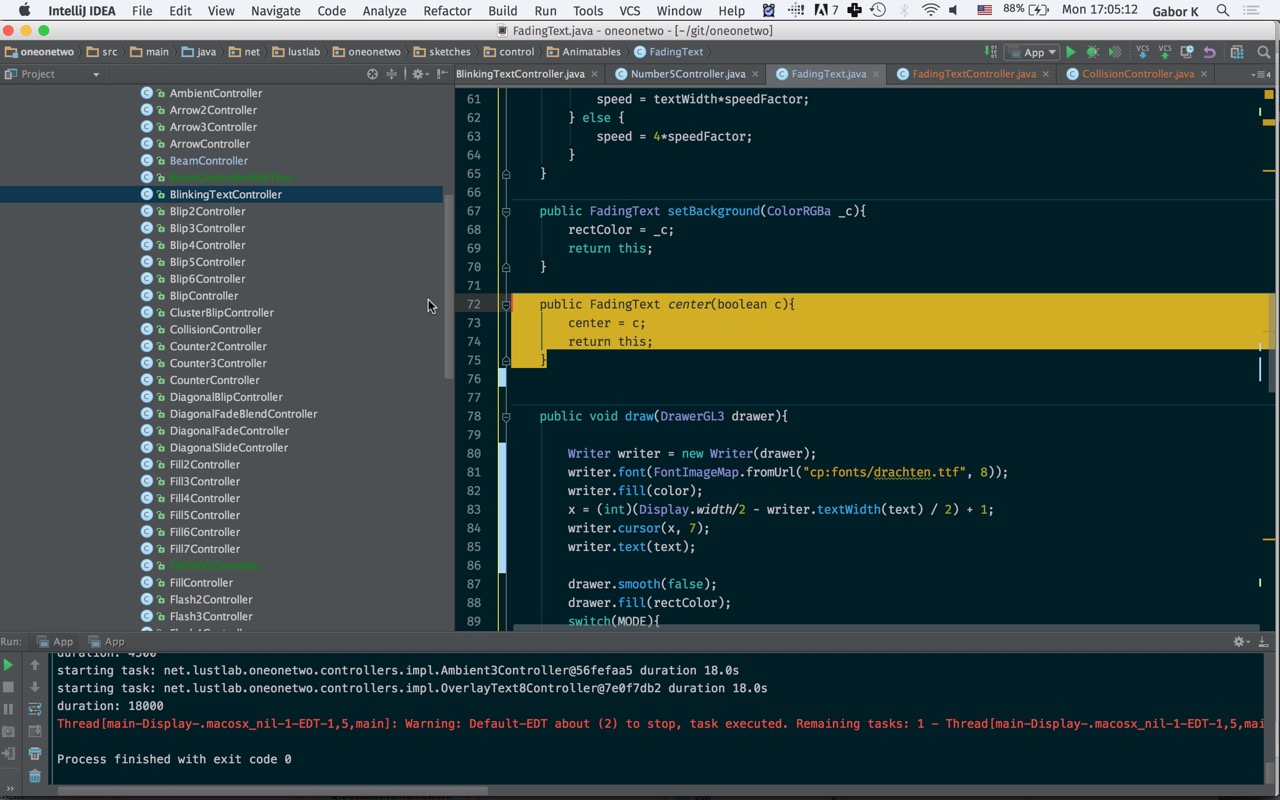 IntelliJ IDEA File Edit View Navigate Code Analyze Refactor Build Run Tools VCS Window Help 7 88% Mon 17:05:12 Gabor K
FadingText.java - oneonetwo - [~/git/oneonetwo]
oneonetwo src main java net lustlab oneonetwo sketches control Animatables FadingText App VCS VCS
Project BlinkingTextController.java Number5Controller.java FadingText.java FadingTextController.java CollisionController.java 4
AmbientController
Arrow2Controller
Arrow3Controller
ArrowController
BeamController
BlinkingTextController
Blip2Controller
Blip3Controller
Blip4Controller
Blip5Controller
Blip6Controller
BlipController
ClusterBlipController
CollisionController
Counter2Controller
Counter3Controller
CounterController
DiagonalBlipController
DiagonalFadeBlendController
DiagonalFadeController
DiagonalSlideController
Fill2Controller
Fill3Controller
Fill4Controller
Fill5Controller
Fill6Controller
Fill7Controller
FillController
Flash2Controller
Flash3Controller
61 speed = textWidth*speedFactor;
62 } else {
63 speed = 4*speedFactor;
64 }
65 }
66
67 public FadingText setBackground(ColorRGBa _c){
68 rectColor = _c;
69 return this;
70 }
71
72 public FadingText center(boolean c){
73 center = c;
74 return this;
75 }
76
77
78 public void draw(DrawerGL3 drawer){
79
80 Writer writer = new Writer(drawer);
81 writer.font(FontImageMap.fromUrl("cp:fonts/drachten.ttf", 8));
82 writer.fill(color);
83 x = (int)(Display.width/2 - writer.textWidth(text) / 2) + 1;
84 writer.cursor(x, 7);
85 writer.text(text);
86
87 drawer.smooth(false);
88 drawer.fill(rectColor);
89 switch(MODE){
Run: App App
duration: 4500
starting task: net.lustlab.oneonetwo.controllers.impl.Ambient3Controller@56fefaa5 duration 18.0s
starting task: net.lustlab.oneonetwo.controllers.impl.OverlayText8Controller@7e0f7db2 duration 18.0s
duration: 18000
Thread[main-Display-.macosx_nil-1-EDT-1,5,main]: Warning: Default-EDT about (2) to stop, task executed. Remaining tasks: 1 - Thread[main-Display-.macosx_nil-1-EDT-1,5,mai
Process finished with exit code 0